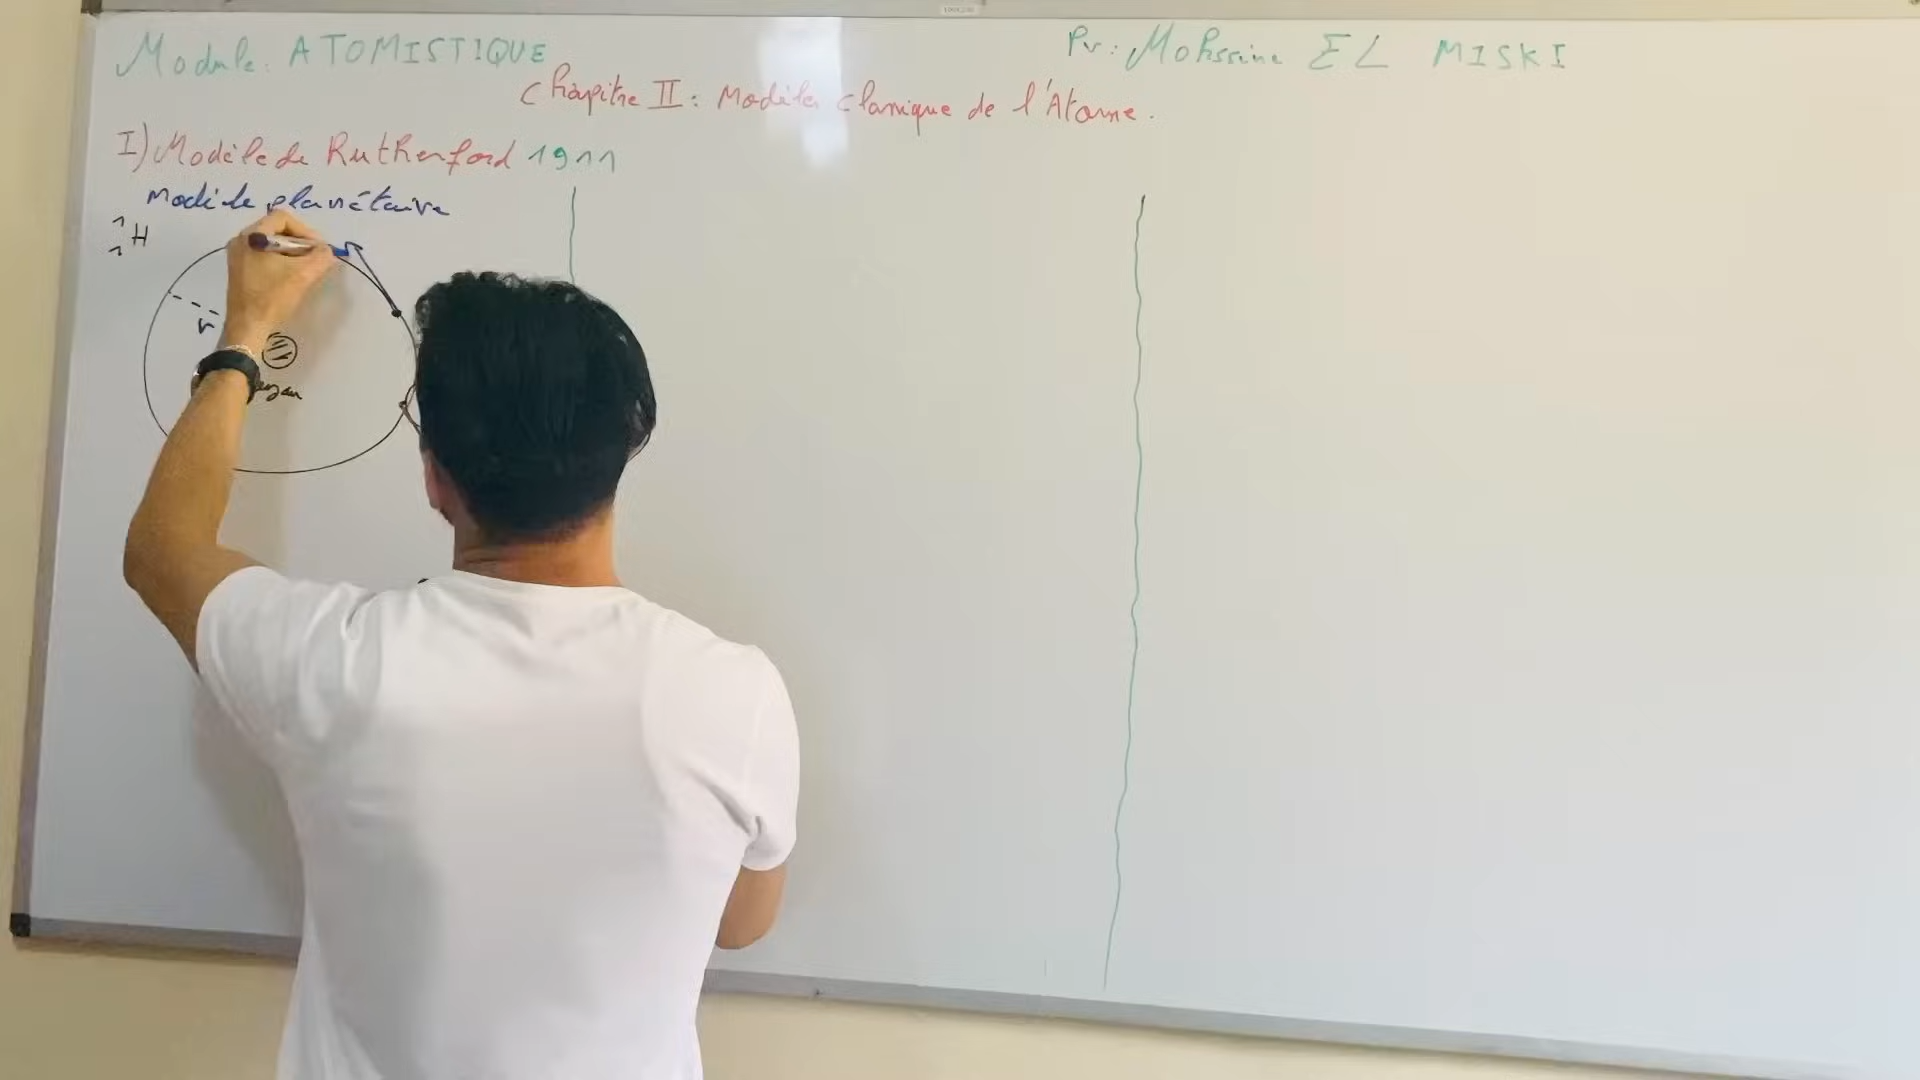 Module: ATOMISTIQUE
Pr: Mohssine EL MISKI
Chapitre II: Modèles classique de l'Atome.
I) Modèle de Rutherford 1911
modèle planétaire
1
1 H
r